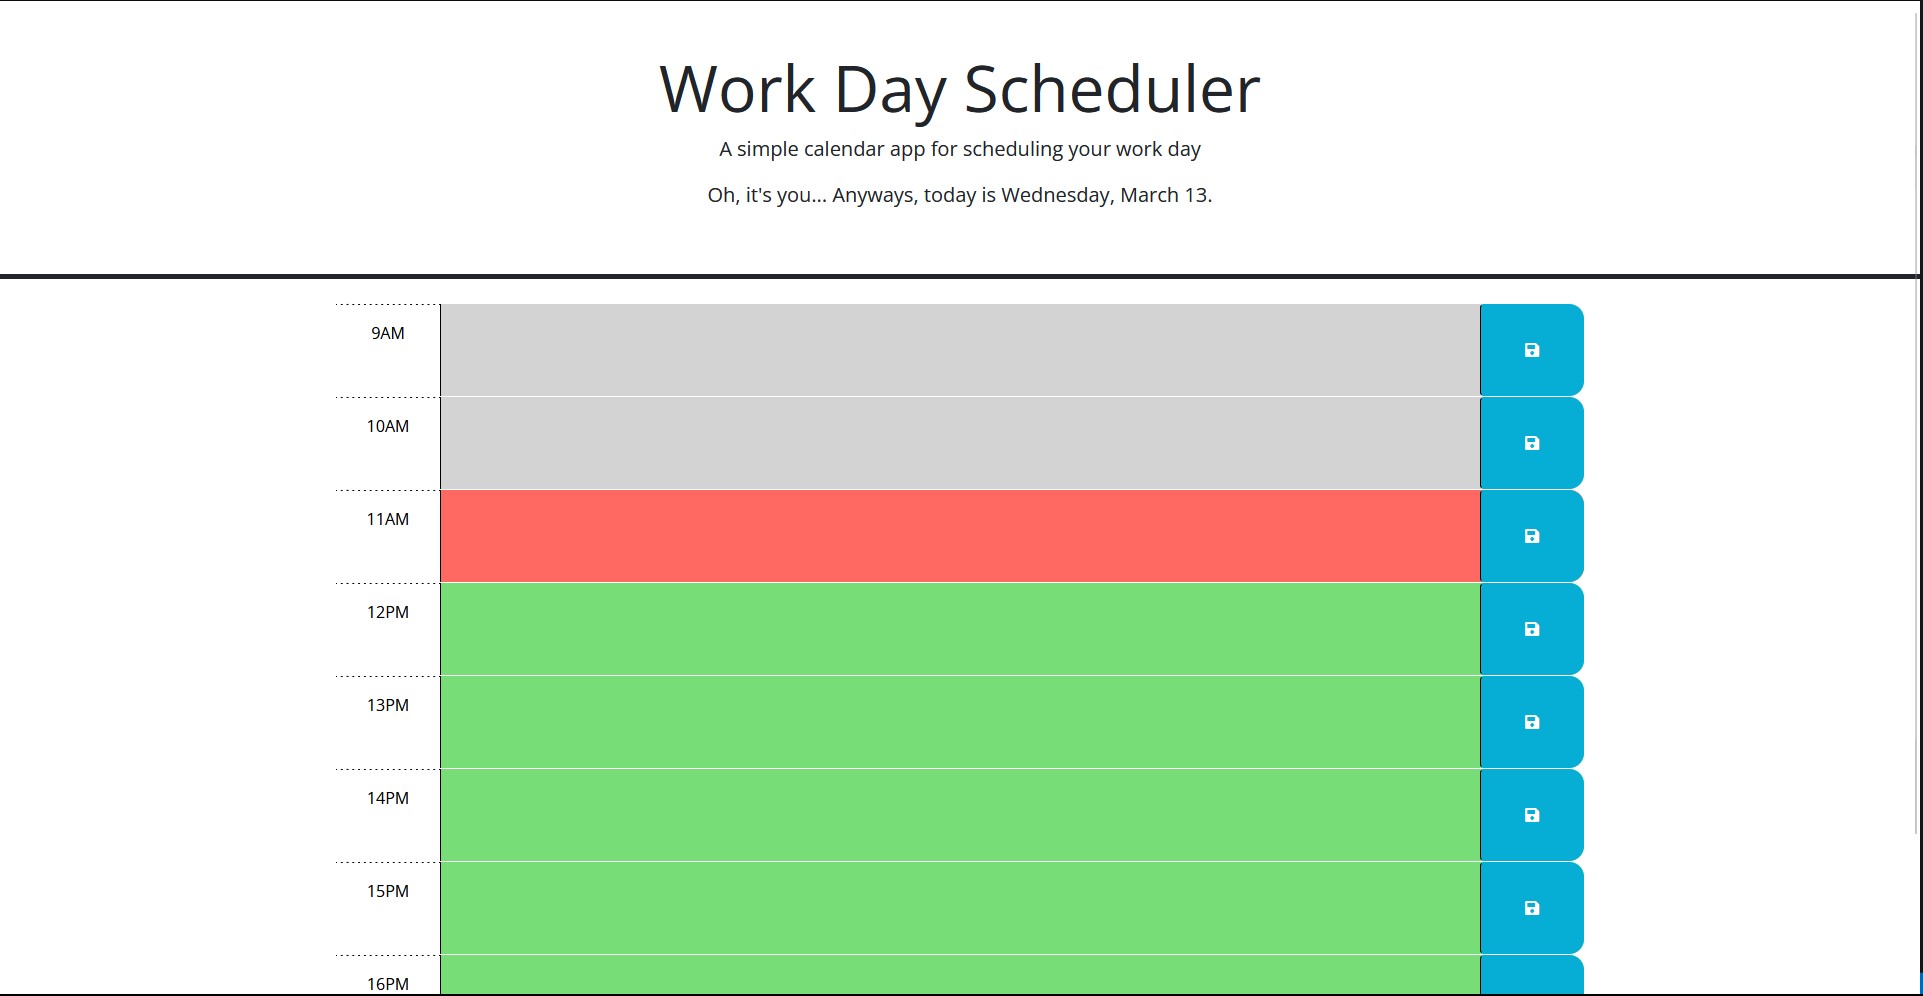 Work Day Scheduler
A simple calendar app for scheduling your work day
Oh, it's you... Anyways, today is Wednesday, March 13.
9AM
10AM
11AM
12PM
13PM
14PM
15PM
16PM